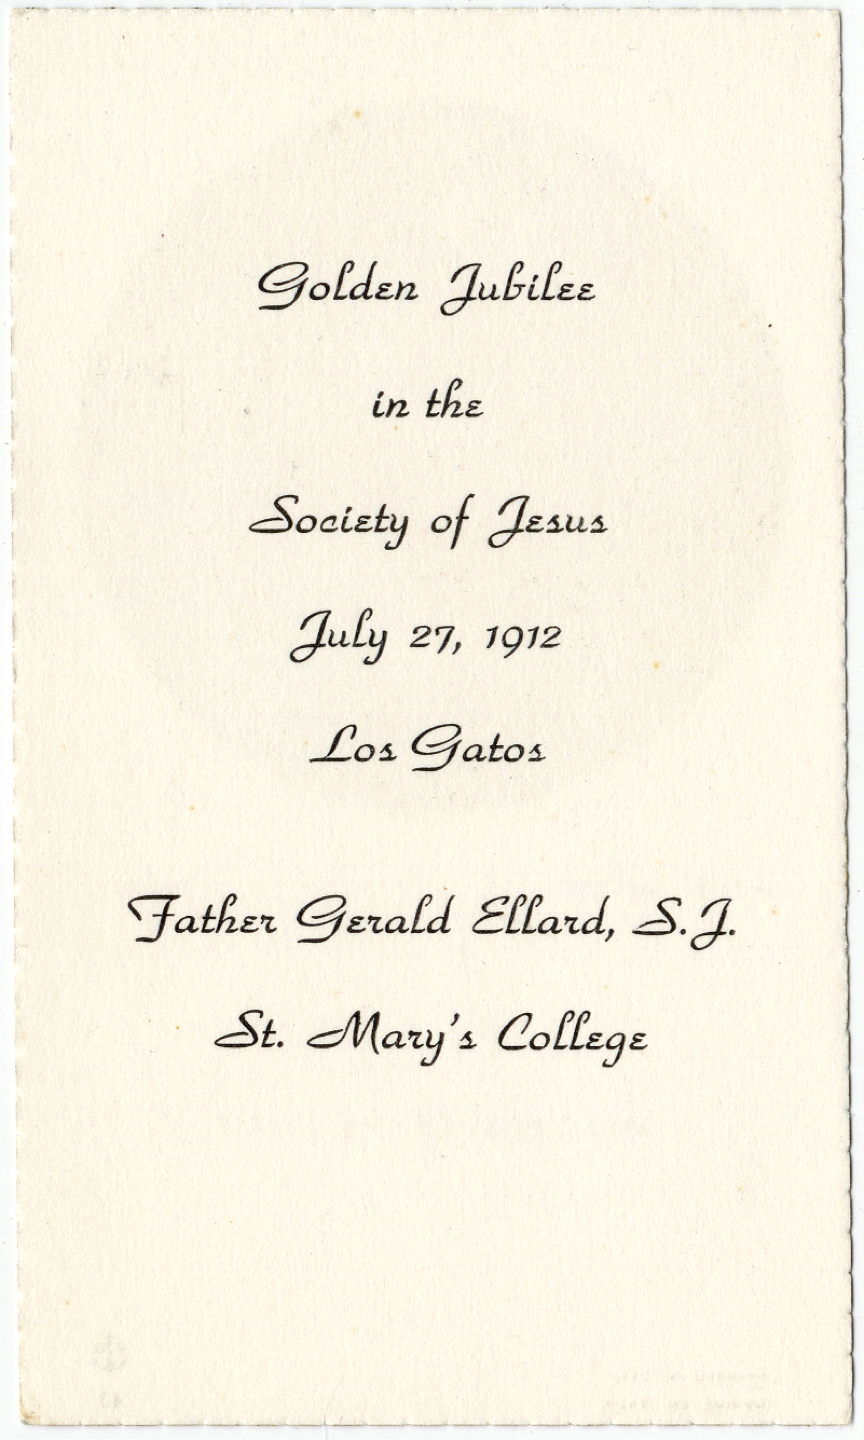 Golden Jubilee
in the
Society of Jesus
July 27, 1912
Los Gatos
Father Gerald Ellard, S.J.
St. Mary's College